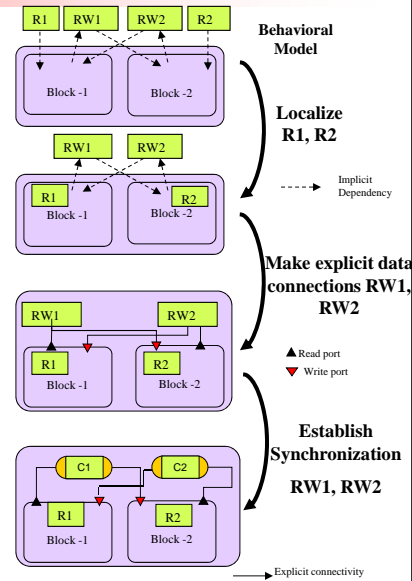 R1
RW1
RW2
R2
Behavioral
Model
Block -1
Block -2
Localize
R1, R2
RW1
RW2
Implicit
Dependency
R1
R2
Block -1
Block -2
Make explicit data
connections RW1,
RW2
RW1
RW2
Read port
Write port
R1
R2
Block -1
Block -2
Establish
Synchronization
RW1, RW2
C1
C2
R1
R2
Block -1
Block -2
Explicit connectivity